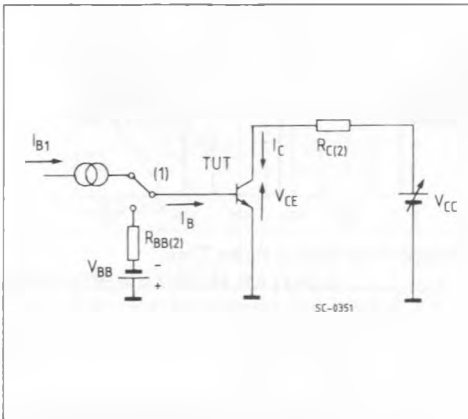 I_B1
(1)
TUT
I_C
R_C(2)
V_CE
V_CC
I_B
R_BB(2)
V_BB
-
+
SC-0351